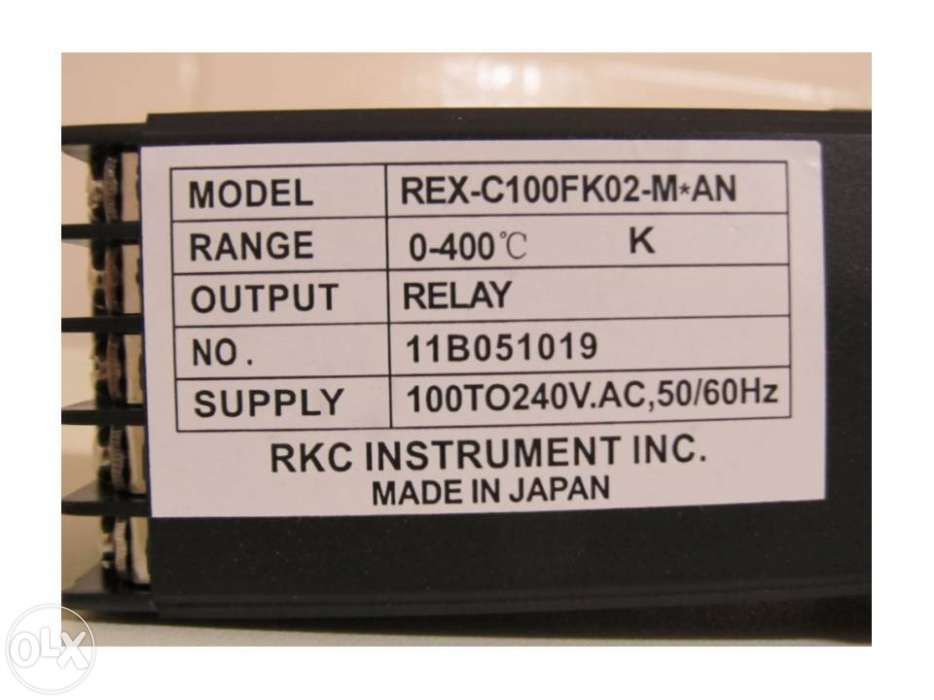 MODEL REX-C100FK02-M*AN
RANGE 0-400℃ K
OUTPUT RELAY
NO. 11B051019
SUPPLY 100TO240V.AC,50/60Hz
RKC INSTRUMENT INC.
MADE IN JAPAN
OLX